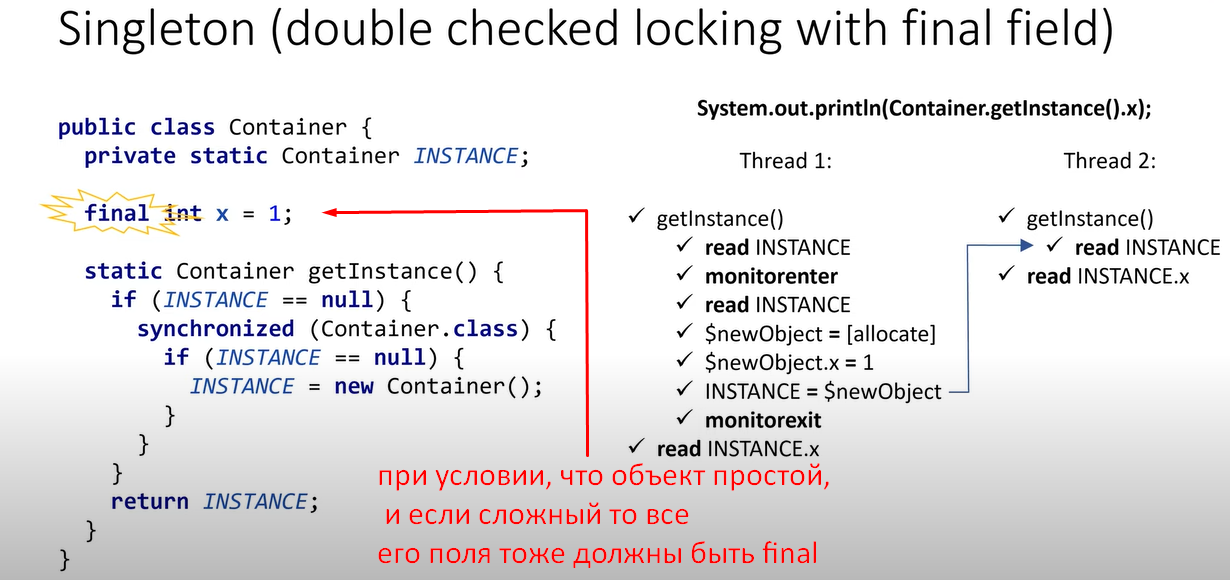 Singleton (double checked locking with final field)
public class Container {
private static Container INSTANCE;
final int x = 1;
static Container getInstance() {
if (INSTANCE == null) {
synchronized (Container.class) {
if (INSTANCE == null) {
INSTANCE = new Container();
}
}
}
return INSTANCE;
}
}
System.out.println(Container.getInstance().x);
Thread 1:
✓ getInstance()
✓ read INSTANCE
✓ monitorenter
✓ read INSTANCE
✓ $newObject = [allocate]
✓ $newObject.x = 1
✓ INSTANCE = $newObject
✓ monitorexit
✓ read INSTANCE.x
Thread 2:
✓ getInstance()
✓ read INSTANCE
✓ read INSTANCE.x
при условии, что объект простой,
и если сложный то все
его поля тоже должны быть final